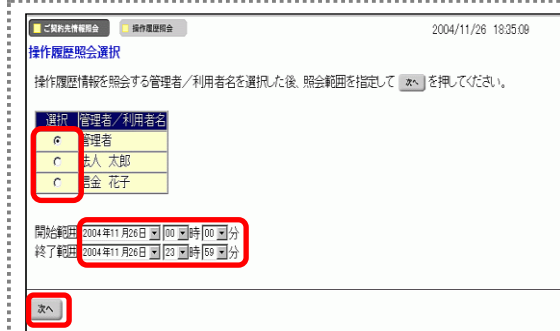 ご契約先情報照会 操作履歴照会 2004/11/26 18:35:09
操作履歴照会選択
操作履歴情報を照会する管理者／利用者名を選択した後、照会範囲を指定して 次へ を押してください。
選択 管理者／利用者名
管理者
法人 太郎
信金 花子
開始範囲 2004年11月26日 00 時 00 分
終了範囲 2004年11月26日 23 時 59 分
次へ